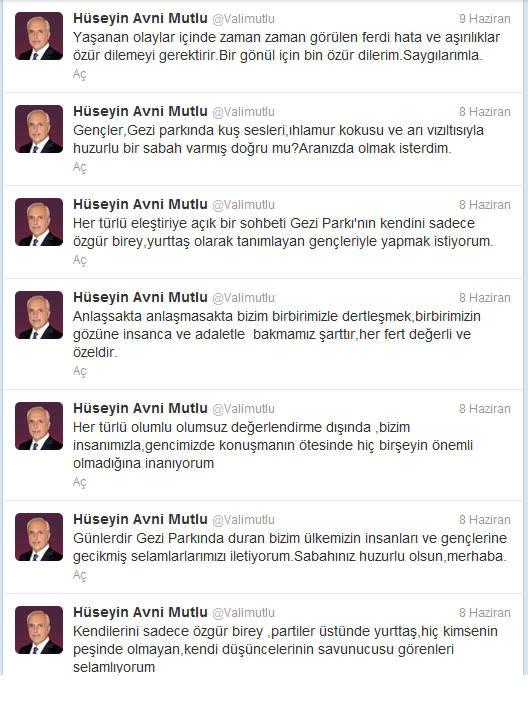 Hüseyin Avni Mutlu @Valimutlu 9 Haziran
Yaşanan olaylar içinde zaman zaman görülen ferdi hata ve aşırılıklar
özür dilemeyi gerektirir.Bir gönül için bin özür dilerim.Saygılarımla.
Aç
Hüseyin Avni Mutlu @Valimutlu 8 Haziran
Gençler,Gezi parkında kuş sesleri,ıhlamur kokusu ve arı vızıltısıyla
huzurlu bir sabah varmış doğru mu?Aranızda olmak isterdim.
Aç
Hüseyin Avni Mutlu @Valimutlu 8 Haziran
Her türlü eleştiriye açık bir sohbeti Gezi Parkı'nın kendini sadece
özgür birey,yurttaş olarak tanımlayan gençleriyle yapmak istiyorum.
Aç
Hüseyin Avni Mutlu @Valimutlu 8 Haziran
Anlaşsakta anlaşmasakta bizim birbirimizle dertleşmek,birbirimizin
gözüne insanca ve adaletle  bakmamız şarttır,her fert değerli ve
özeldir.
Aç
Hüseyin Avni Mutlu @Valimutlu 8 Haziran
Her türlü olumlu olumsuz değerlendirme dışında ,bizim
insanımızla,gencimizde konuşmanın ötesinde hiç birşeyin önemli
olmadığına inanıyorum
Aç
Hüseyin Avni Mutlu @Valimutlu 8 Haziran
Günlerdir Gezi Parkında duran bizim ülkemizin insanları ve gençlerine
gecikmiş selamlarlarımızı iletiyorum.Sabahınız huzurlu olsun,merhaba.
Aç
Hüseyin Avni Mutlu @Valimutlu 8 Haziran
Kendilerini sadece özgür birey ,partiler üstünde yurttaş,hiç kimsenin
peşinde olmayan,kendi düşüncelerinin savunucusu görenleri
selamlıyorum